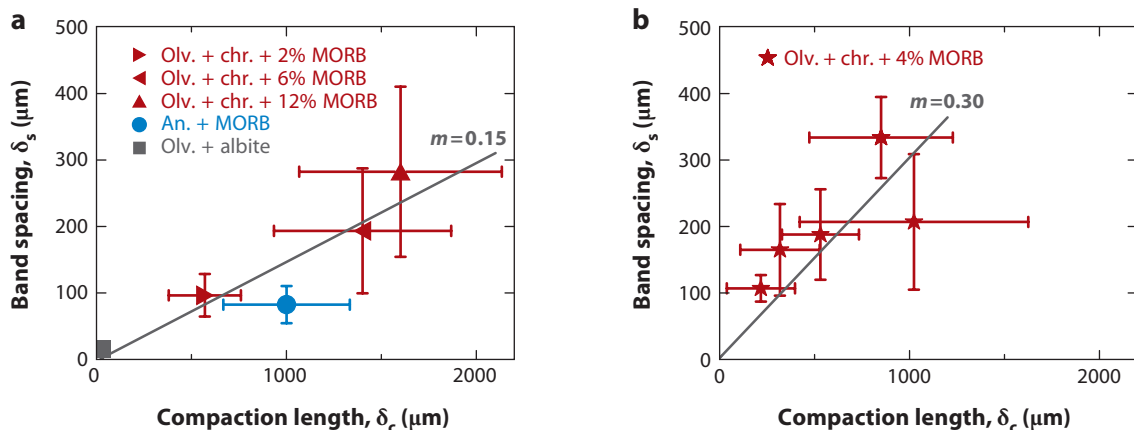 a
500
400
300
200
100
0
Band spacing, δs (μm)
Olv. + chr. + 2% MORB
Olv. + chr. + 6% MORB
Olv. + chr. + 12% MORB
An. + MORB
Olv. + albite
m=0.15
0
1000
2000
Compaction length, δc (μm)
b
500
400
300
200
100
0
Band spacing, δs (μm)
Olv. + chr. + 4% MORB
m=0.30
0
1000
2000
Compaction length, δc (μm)